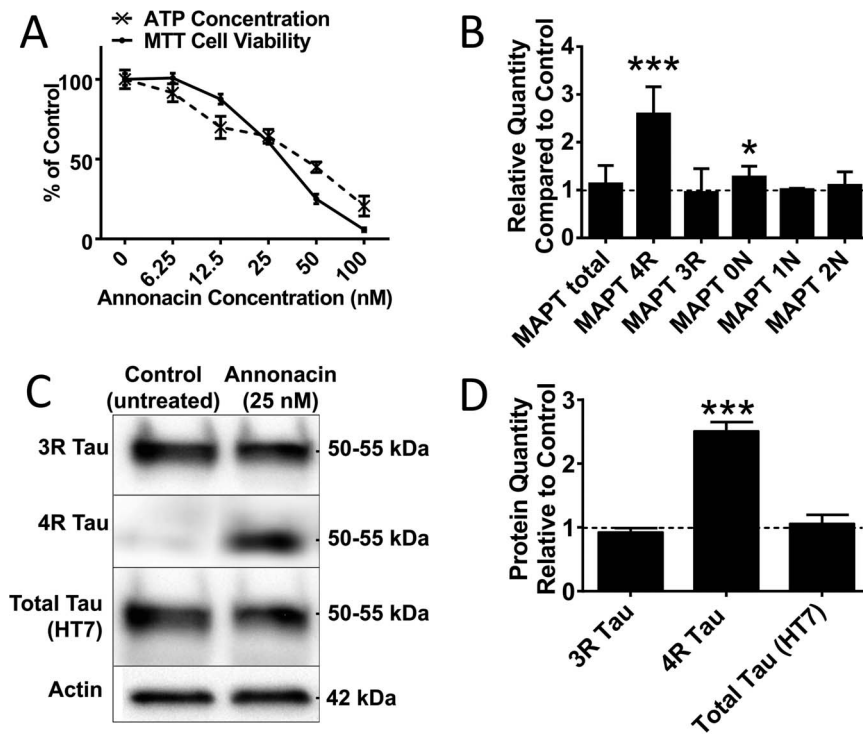 A
ATP Concentration
MTT Cell Viability
% of Control
100
50
0
0
6.25
12.5
25
50
100
Annonacin Concentration (nM)
B
Relative Quantity
Compared to Control
4
3
2
1
0
***
*
MAPT total
MAPT 4R
MAPT 3R
MAPT 0N
MAPT 1N
MAPT 2N
C
Control
(untreated)
Annonacin
(25 nM)
3R Tau
50-55 kDa
4R Tau
50-55 kDa
Total Tau
(HT7)
50-55 kDa
Actin
42 kDa
D
Protein Quantity
Relative to Control
3
2
1
0
***
3R Tau
4R Tau
Total Tau (HT7)